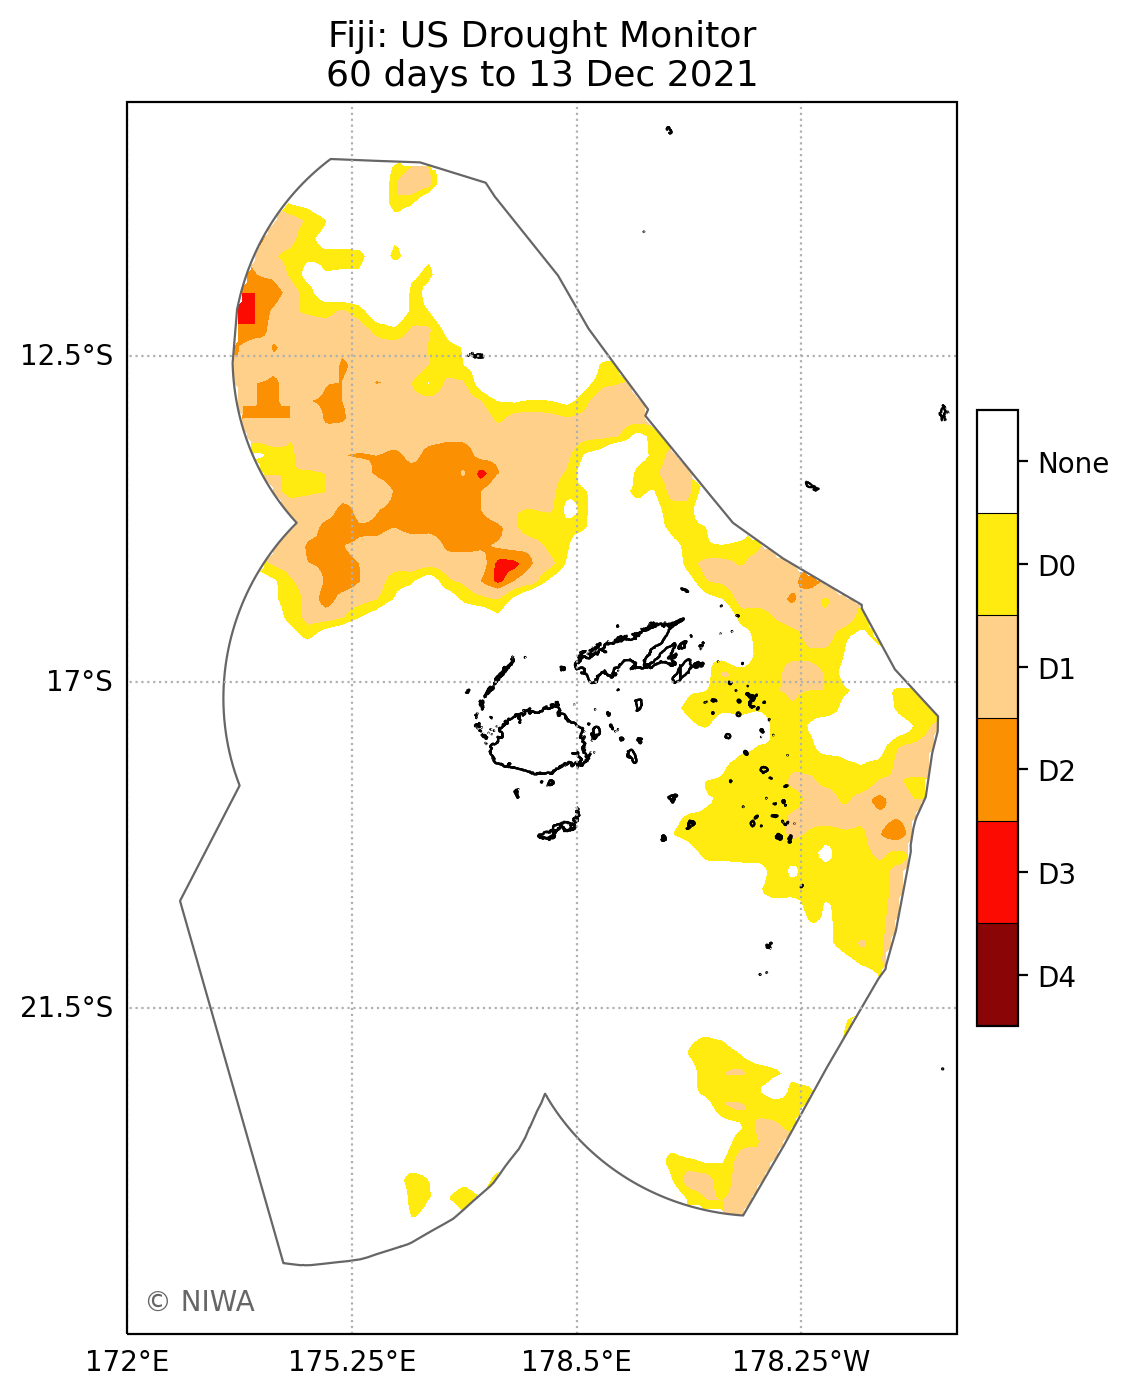 Fiji: US Drought Monitor
60 days to 13 Dec 2021
12.5°S
17°S
21.5°S
172°E
175.25°E
178.5°E
178.25°W
None
D0
D1
D2
D3
D4
© NIWA